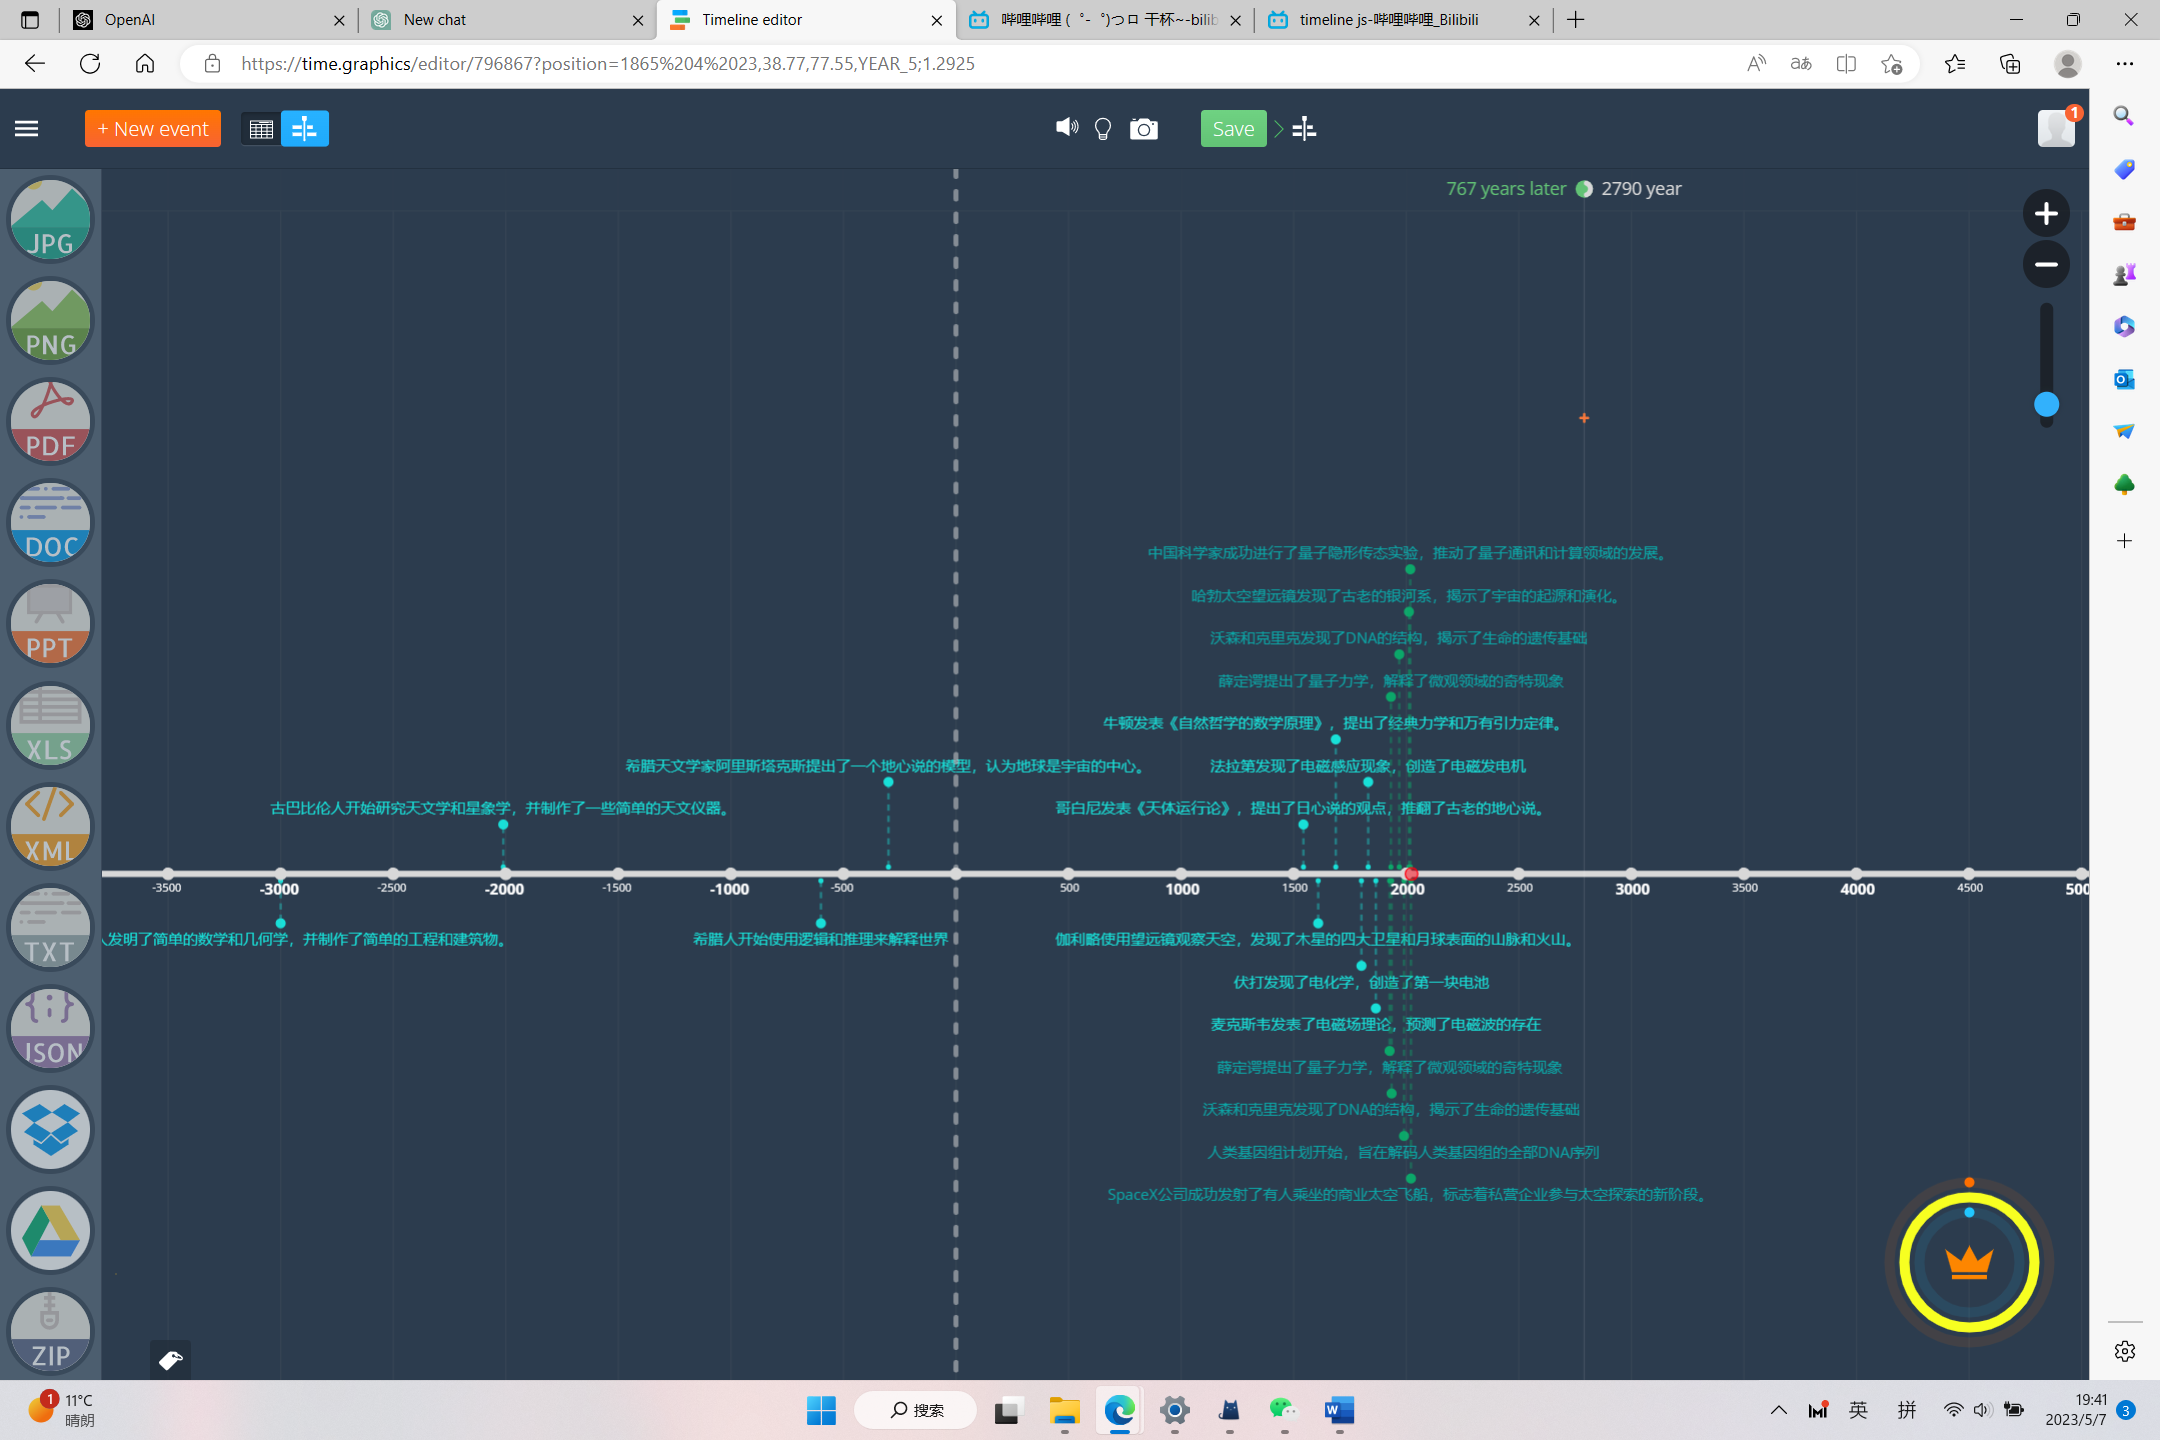 OpenAI
New chat
Timeline editor
哔哩哔哩 (゜-゜)つロ 干杯~-bilib
timeline js-哔哩哔哩_Bilibili
https://time.graphics/editor/796867?position=1865%204%2023,38.77,77.55,YEAR_5;1.2925
+ New event
Save
1
767 years later
2790 year
JPG
PNG
PDF
DOC
PPT
XLS
XML
TXT
JSON
ZIP
中国科学家成功进行了量子隐形传态实验，推动了量子通讯和计算领域的发展。
哈勃太空望远镜发现了古老的银河系，揭示了宇宙的起源和演化。
沃森和克里克发现了DNA的结构，揭示了生命的遗传基础
薛定谔提出了量子力学，解释了微观领域的奇特现象
牛顿发表《自然哲学的数学原理》，提出了经典力学和万有引力定律。
希腊天文学家阿里斯塔克斯提出了一个地心说的模型，认为地球是宇宙的中心。
法拉第发现了电磁感应现象，创造了电磁发电机
古巴比伦人开始研究天文学和星象学，并制作了一些简单的天文仪器。
哥白尼发表《天体运行论》，提出了日心说的观点，推翻了古老的地心说。
-3500 -3000 -2500 -2000 -1500 -1000 -500 500 1000 1500 2000 2500 3000 3500 4000 4500 500
人发明了简单的数学和几何学，并制作了简单的工程和建筑物。
希腊人开始使用逻辑和推理来解释世界
伽利略使用望远镜观察天空，发现了木星的四大卫星和月球表面的山脉和火山。
伏打发现了电化学，创造了第一块电池
麦克斯韦发表了电磁场理论，预测了电磁波的存在
薛定谔提出了量子力学，解释了微观领域的奇特现象
沃森和克里克发现了DNA的结构，揭示了生命的遗传基础
人类基因组计划开始，旨在解码人类基因组的全部DNA序列
SpaceX公司成功发射了有人乘坐的商业太空飞船，标志着私营企业参与太空探索的新阶段。
1
11°C
晴朗
搜索
英
拼
19:41
2023/5/7
3